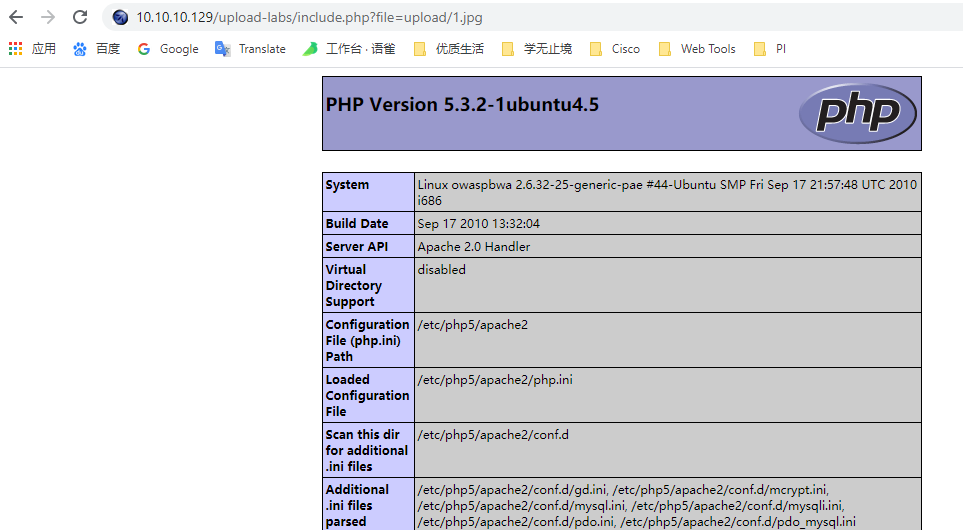 10.10.10.129/upload-labs/include.php?file=upload/1.jpg
应用 百度 Google Translate 工作台 · 语雀 优质生活 学无止境 Cisco Web Tools PI
PHP Version 5.3.2-1ubuntu4.5
php
System Linux owaspbwa 2.6.32-25-generic-pae #44-Ubuntu SMP Fri Sep 17 21:57:48 UTC 2010
i686
Build Date Sep 17 2010 13:32:04
Server API Apache 2.0 Handler
Virtual disabled
Directory
Support
Configuration /etc/php5/apache2
File (php.ini)
Path
Loaded /etc/php5/apache2/php.ini
Configuration
File
Scan this dir /etc/php5/apache2/conf.d
for additional
.ini files
Additional /etc/php5/apache2/conf.d/gd.ini, /etc/php5/apache2/conf.d/mcrypt.ini,
.ini files /etc/php5/apache2/conf.d/mysql.ini, /etc/php5/apache2/conf.d/mysqli.ini,
parsed /etc/php5/apache2/conf.d/pdo.ini, /etc/php5/apache2/conf.d/pdo_mysql.ini